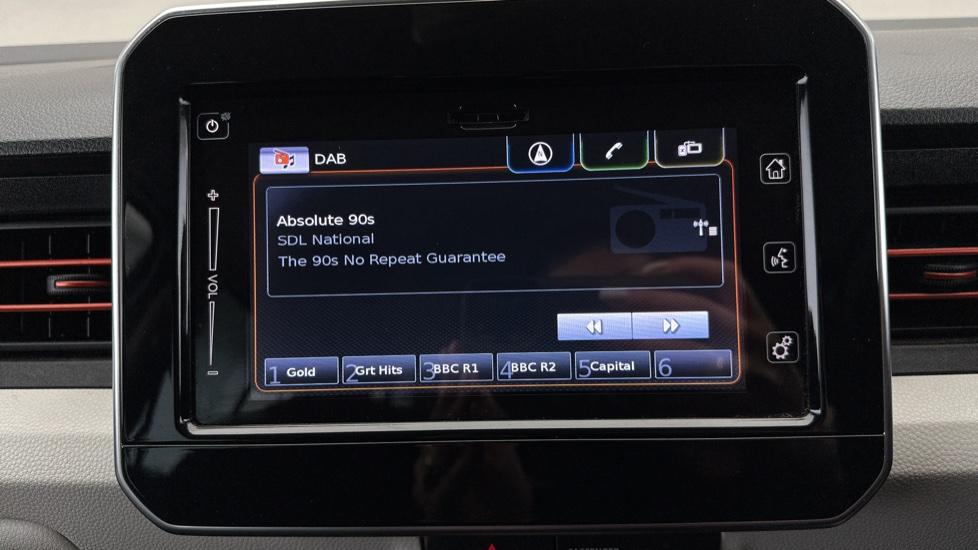 DAB
Absolute 90s
SDL National
The 90s No Repeat Guarantee
+
VOL
−
1 Gold
2 Grt Hits
3 BBC R1
4 BBC R2
5 Capital
6